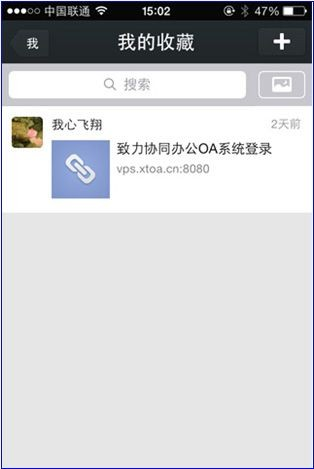 中国联通 15:02 47%
我 我的收藏
搜索
我心飞翔 2天前
致力协同办公OA系统登录
vps.xtoa.cn:8080